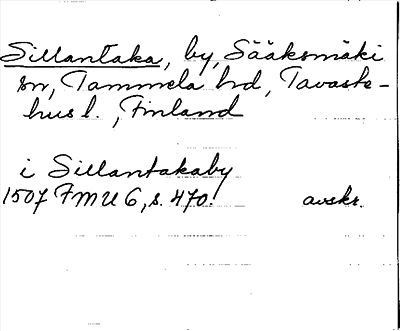 Sillantaka, by, Sääksmäki
sn, Tammela hd, Tavaste-
hus l., Finland
i Sillantakaby
1507 FMU 6, s. 470. avskr.